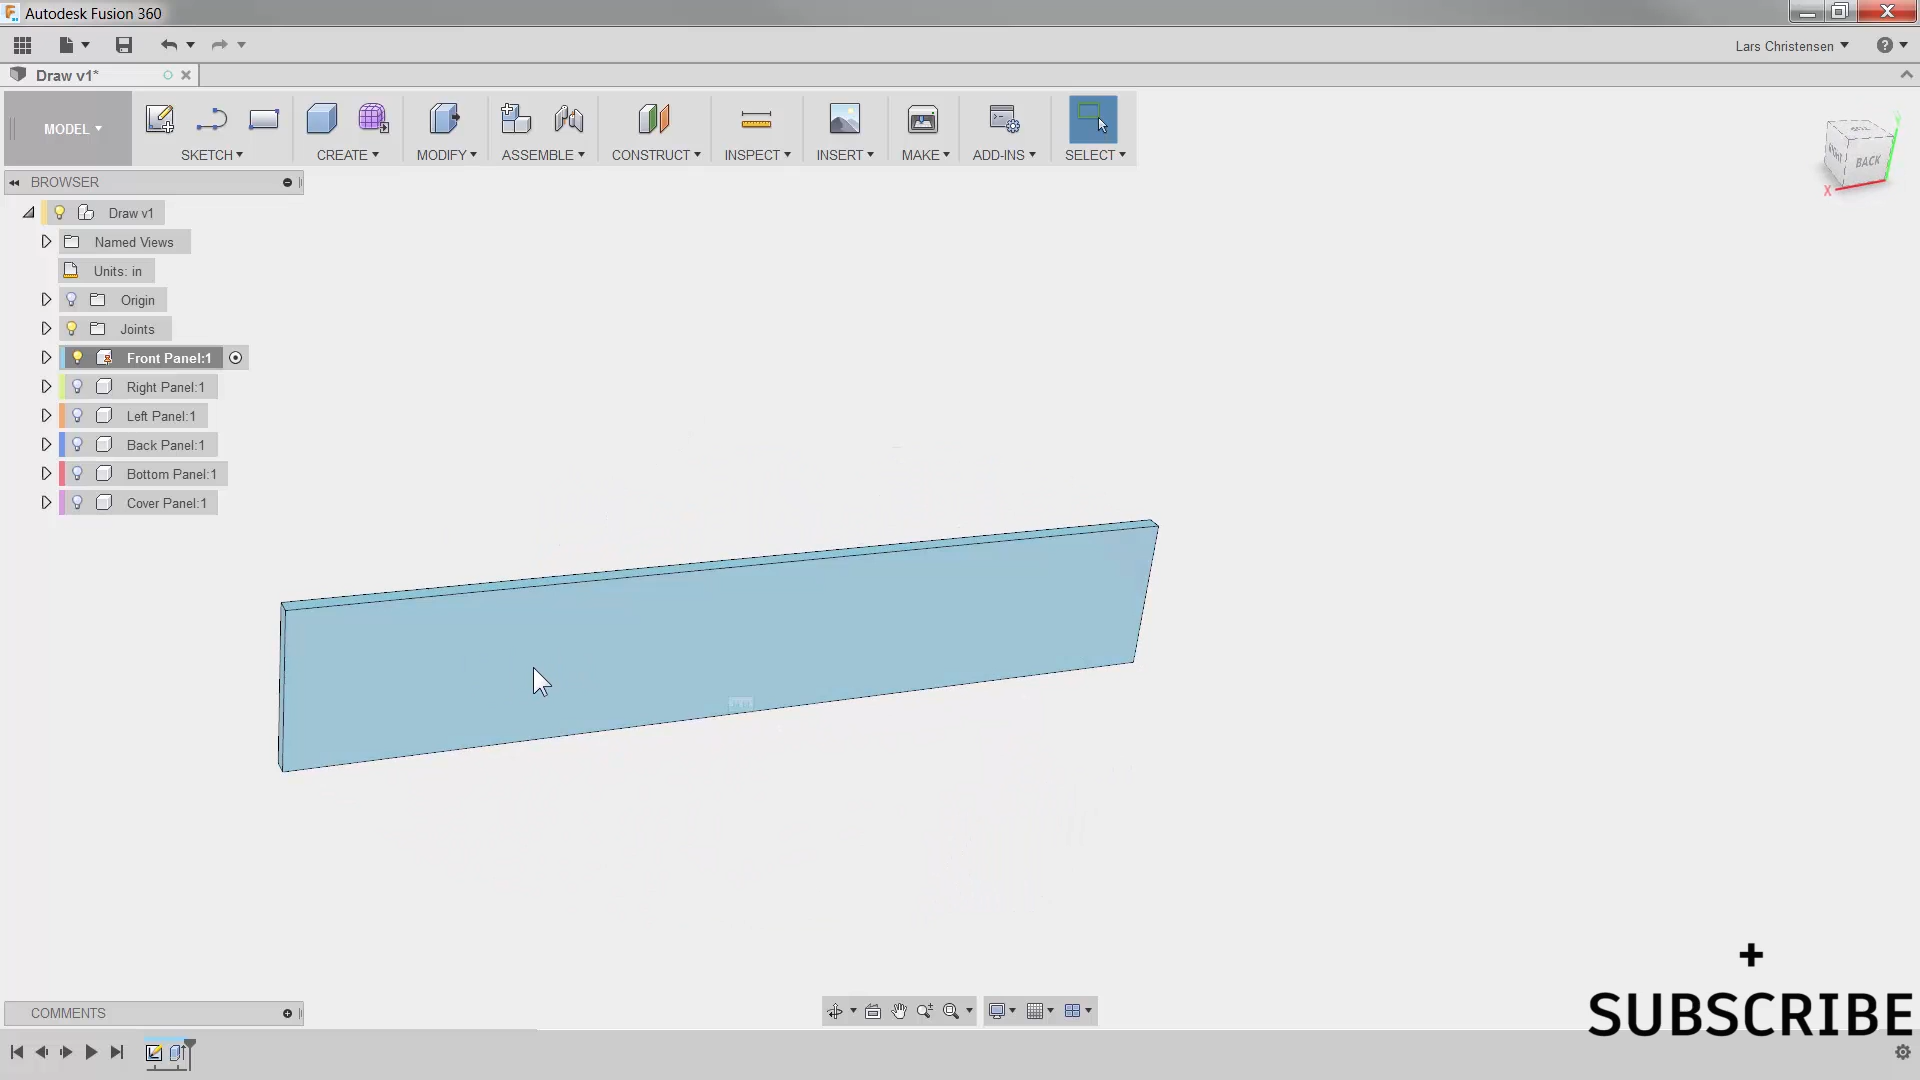 Autodesk Fusion 360
Lars Christensen
Draw v1*
MODEL
SKETCH
CREATE
MODIFY
ASSEMBLE
CONSTRUCT
INSPECT
INSERT
MAKE
ADD-INS
SELECT
RIGHT
BACK
X
BROWSER
Draw v1
Named Views
Units: in
Origin
Joints
Front Panel:1
Right Panel:1
Left Panel:1
Back Panel:1
Bottom Panel:1
Cover Panel:1
+
SUBSCRIBE
COMMENTS